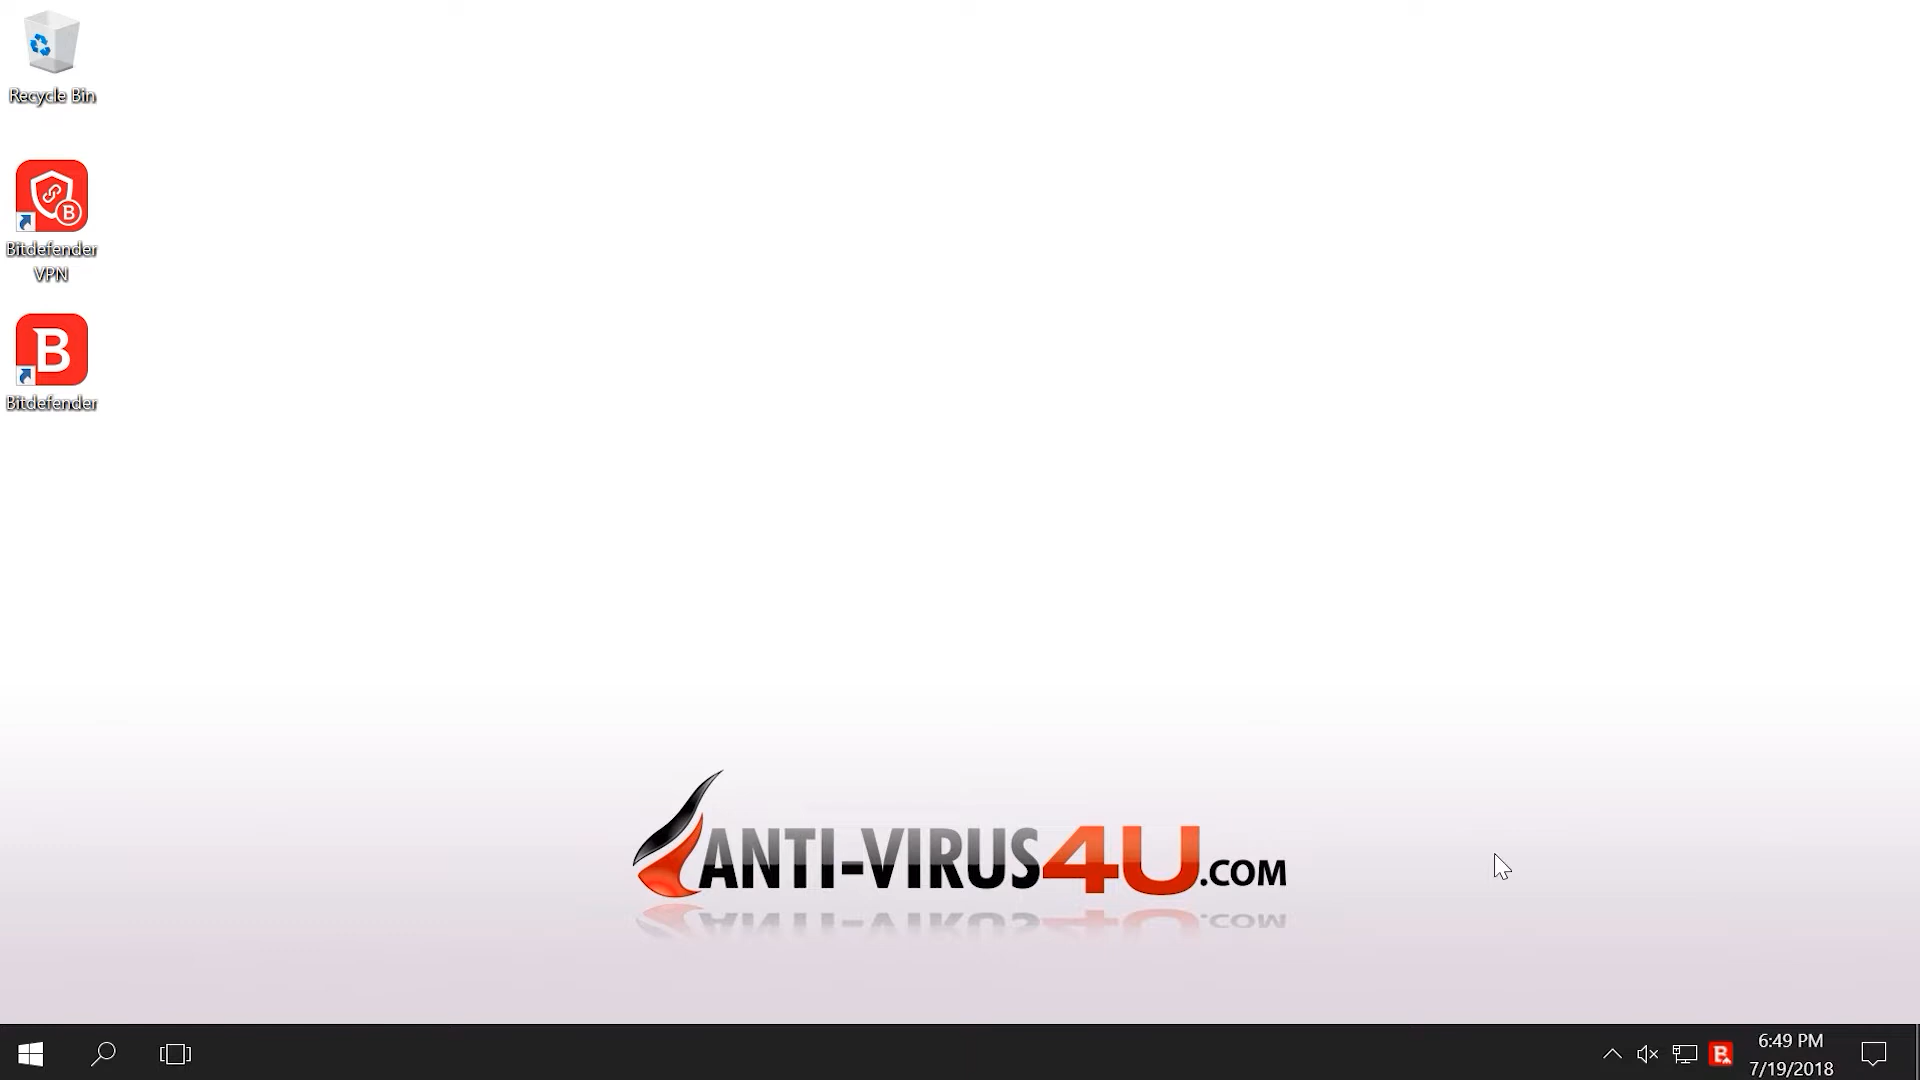 Recycle Bin
Bitdefender
VPN
Bitdefender
ANTI-VIRUS4U.COM
6:49 PM
7/19/2018